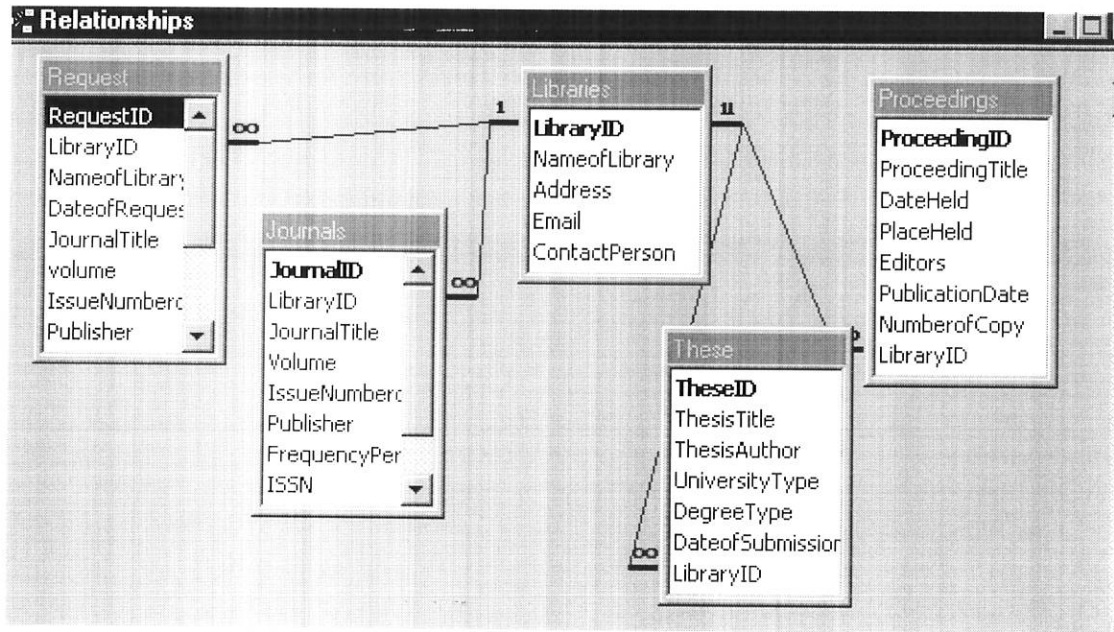 Relationships
Request
RequestID
LibraryID
NameofLibrary
DateofReques
JournalTitle
volume
IssueNumberc
Publisher
∞
Journals
JournalID
LibraryID
JournalTitle
Volume
IssueNumberc
Publisher
FrequencyPer
ISSN
∞
1
Libraries
LibraryID
NameofLibrary
Address
Email
ContactPerson
11
These
TheseID
ThesisTitle
ThesisAuthor
UniversityType
DegreeType
DateofSubmission
LibraryID
∞
Proceedings
ProceedingID
ProceedingTitle
DateHeld
PlaceHeld
Editors
PublicationDate
NumberofCopy
LibraryID